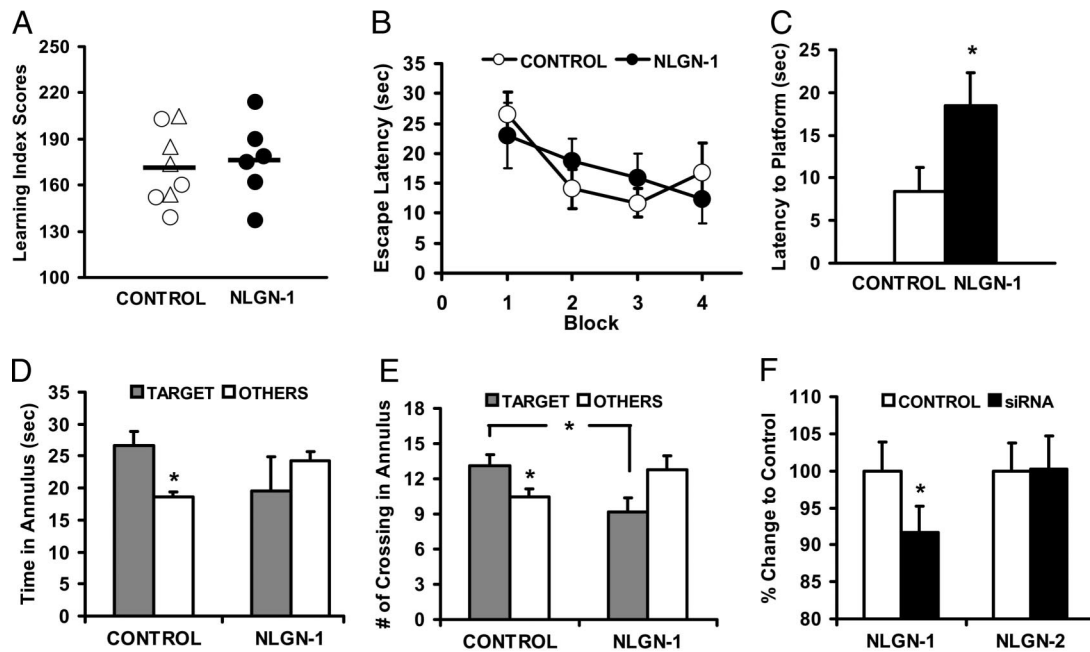 A
250
220
190
160
130
100
Learning Index Scores
CONTROL NLGN-1
B
CONTROL NLGN-1
35
30
25
20
15
10
5
0
Escape Latency (sec)
0 1 2 3 4
Block
C
25
20
15
10
5
0
Latency to Platform (sec)
*
CONTROL NLGN-1
D
TARGET OTHERS
35
30
25
20
15
10
5
0
Time in Annulus (sec)
*
CONTROL NLGN-1
E
TARGET OTHERS
18
15
12
9
6
3
0
# of Crossing in Annulus
*
*
CONTROL NLGN-1
F
CONTROL siRNA
110
105
100
95
90
85
80
% Change to Control
*
NLGN-1 NLGN-2